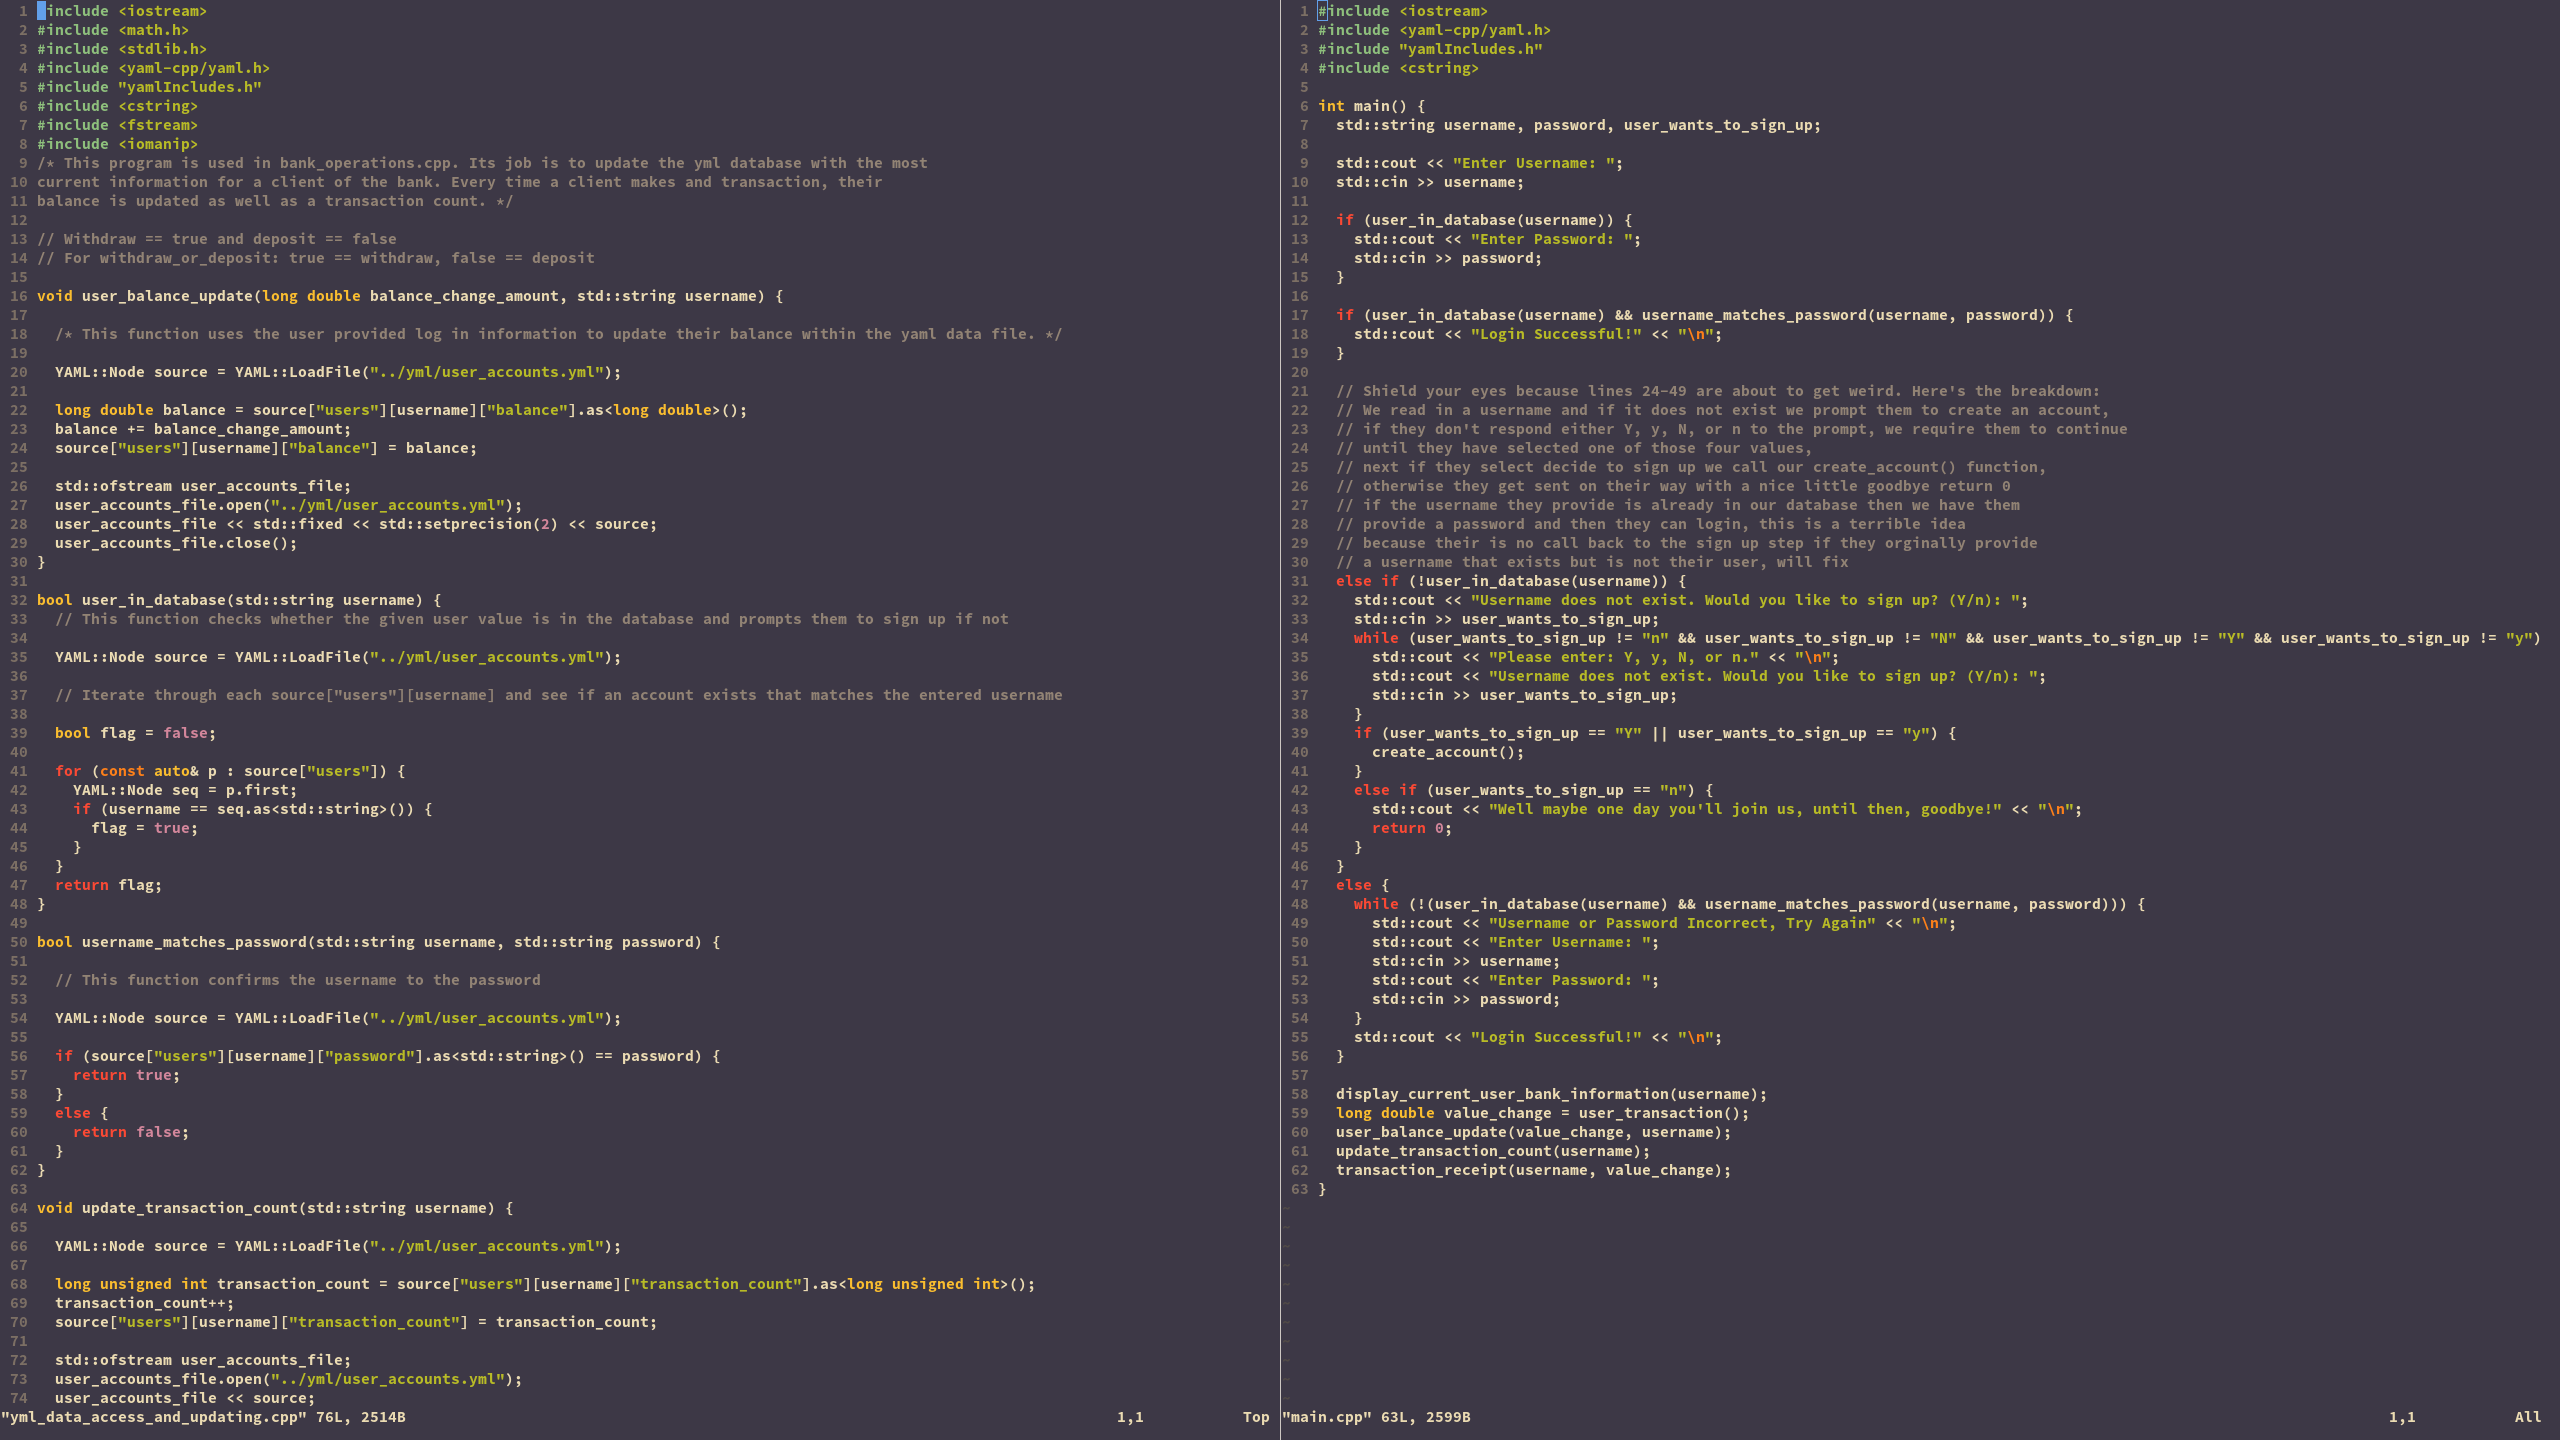 1 #include <iostream>
2 #include <math.h>
3 #include <stdlib.h>
4 #include <yaml-cpp/yaml.h>
5 #include "yamlIncludes.h"
6 #include <cstring>
7 #include <fstream>
8 #include <iomanip>
9 /* This program is used in bank_operations.cpp. Its job is to update the yml database with the most
10 current information for a client of the bank. Every time a client makes and transaction, their
11 balance is updated as well as a transaction count. */
12
13 // Withdraw == true and deposit == false
14 // For withdraw_or_deposit: true == withdraw, false == deposit
15
16 void user_balance_update(long double balance_change_amount, std::string username) {
17
18   /* This function uses the user provided log in information to update their balance within the yaml data file. */
19
20   YAML::Node source = YAML::LoadFile("../yml/user_accounts.yml");
21
22   long double balance = source["users"][username]["balance"].as<long double>();
23   balance += balance_change_amount;
24   source["users"][username]["balance"] = balance;
25
26   std::ofstream user_accounts_file;
27   user_accounts_file.open("../yml/user_accounts.yml");
28   user_accounts_file << std::fixed << std::setprecision(2) << source;
29   user_accounts_file.close();
30 }
31
32 bool user_in_database(std::string username) {
33   // This function checks whether the given user value is in the database and prompts them to sign up if not
34
35   YAML::Node source = YAML::LoadFile("../yml/user_accounts.yml");
36
37   // Iterate through each source["users"][username] and see if an account exists that matches the entered username
38
39   bool flag = false;
40
41   for (const auto& p : source["users"]) {
42     YAML::Node seq = p.first;
43     if (username == seq.as<std::string>()) {
44       flag = true;
45     }
46   }
47   return flag;
48 }
49
50 bool username_matches_password(std::string username, std::string password) {
51
52   // This function confirms the username to the password
53
54   YAML::Node source = YAML::LoadFile("../yml/user_accounts.yml");
55
56   if (source["users"][username]["password"].as<std::string>() == password) {
57     return true;
58   }
59   else {
60     return false;
61   }
62 }
63
64 void update_transaction_count(std::string username) {
65
66   YAML::Node source = YAML::LoadFile("../yml/user_accounts.yml");
67
68   long unsigned int transaction_count = source["users"][username]["transaction_count"].as<long unsigned int>();
69   transaction_count++;
70   source["users"][username]["transaction_count"] = transaction_count;
71
72   std::ofstream user_accounts_file;
73   user_accounts_file.open("../yml/user_accounts.yml");
74   user_accounts_file << source;
"yml_data_access_and_updating.cpp" 76L, 2514B 1,1 Top
1 #include <iostream>
2 #include <yaml-cpp/yaml.h>
3 #include "yamlIncludes.h"
4 #include <cstring>
5
6 int main() {
7   std::string username, password, user_wants_to_sign_up;
8
9   std::cout << "Enter Username: ";
10   std::cin >> username;
11
12   if (user_in_database(username)) {
13     std::cout << "Enter Password: ";
14     std::cin >> password;
15   }
16
17   if (user_in_database(username) && username_matches_password(username, password)) {
18     std::cout << "Login Successful!" << "\n";
19   }
20
21   // Shield your eyes because lines 24-49 are about to get weird. Here's the breakdown:
22   // We read in a username and if it does not exist we prompt them to create an account,
23   // if they don't respond either Y, y, N, or n to the prompt, we require them to continue
24   // until they have selected one of those four values,
25   // next if they select decide to sign up we call our create_account() function,
26   // otherwise they get sent on their way with a nice little goodbye return 0
27   // if the username they provide is already in our database then we have them
28   // provide a password and then they can login, this is a terrible idea
29   // because their is no call back to the sign up step if they orginally provide
30   // a username that exists but is not their user, will fix
31   else if (!user_in_database(username)) {
32     std::cout << "Username does not exist. Would you like to sign up? (Y/n): ";
33     std::cin >> user_wants_to_sign_up;
34     while (user_wants_to_sign_up != "n" && user_wants_to_sign_up != "N" && user_wants_to_sign_up != "Y" && user_wants_to_sign_up != "y")
35       std::cout << "Please enter: Y, y, N, or n." << "\n";
36       std::cout << "Username does not exist. Would you like to sign up? (Y/n): ";
37       std::cin >> user_wants_to_sign_up;
38     }
39     if (user_wants_to_sign_up == "Y" || user_wants_to_sign_up == "y") {
40       create_account();
41     }
42     else if (user_wants_to_sign_up == "n") {
43       std::cout << "Well maybe one day you'll join us, until then, goodbye!" << "\n";
44       return 0;
45     }
46   }
47   else {
48     while (!(user_in_database(username) && username_matches_password(username, password))) {
49       std::cout << "Username or Password Incorrect, Try Again" << "\n";
50       std::cout << "Enter Username: ";
51       std::cin >> username;
52       std::cout << "Enter Password: ";
53       std::cin >> password;
54     }
55     std::cout << "Login Successful!" << "\n";
56   }
57
58   display_current_user_bank_information(username);
59   long double value_change = user_transaction();
60   user_balance_update(value_change, username);
61   update_transaction_count(username);
62   transaction_receipt(username, value_change);
63 }
"main.cpp" 63L, 2599B 1,1 All